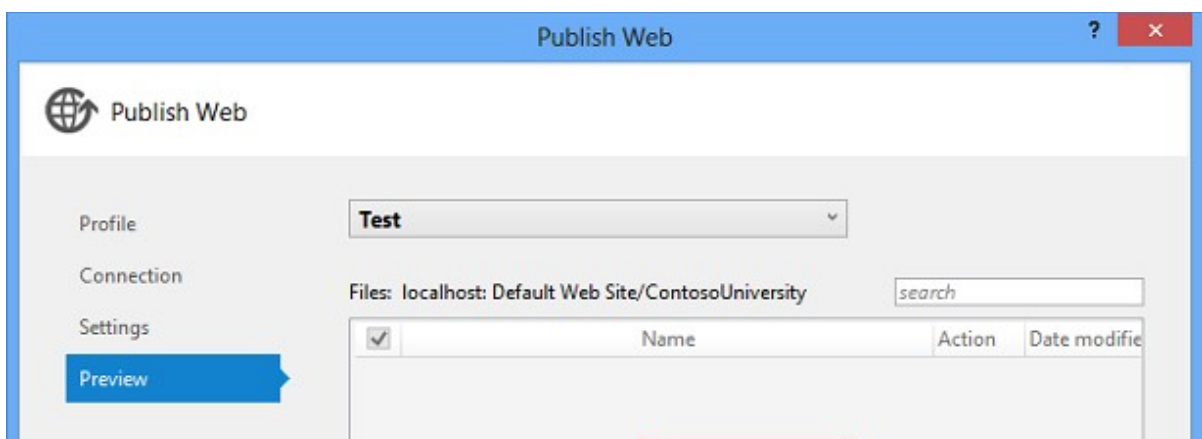 Publish Web
?
Publish Web
Profile
Test
Connection
Files: localhost: Default Web Site/ContosoUniversity
search
Settings
Name
Action
Date modifie
Preview